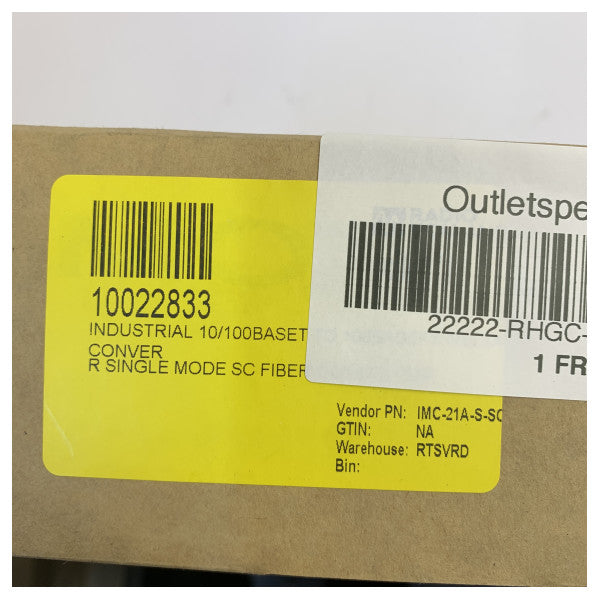 Outletspe
22222-RHGC-
1 FR
10022833
INDUSTRIAL 10/100BASET
CONVER
R SINGLE MODE SC FIBER
Vendor PN: IMC-21A-S-SC
GTIN: NA
Warehouse: RTSVRD
Bin: